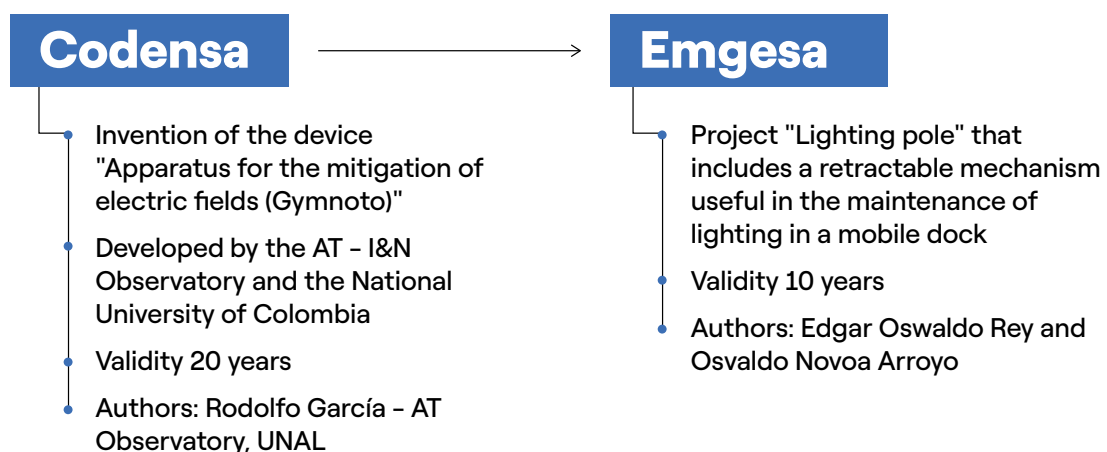 Codensa
Invention of the device
"Apparatus for the mitigation of
electric fields (Gymnoto)"
Developed by the AT – I&N
Observatory and the National
University of Colombia
Validity 20 years
Authors: Rodolfo García – AT
Observatory, UNAL
Emgesa
Project "Lighting pole" that
includes a retractable mechanism
useful in the maintenance of
lighting in a mobile dock
Validity 10 years
Authors: Edgar Oswaldo Rey and
Osvaldo Novoa Arroyo